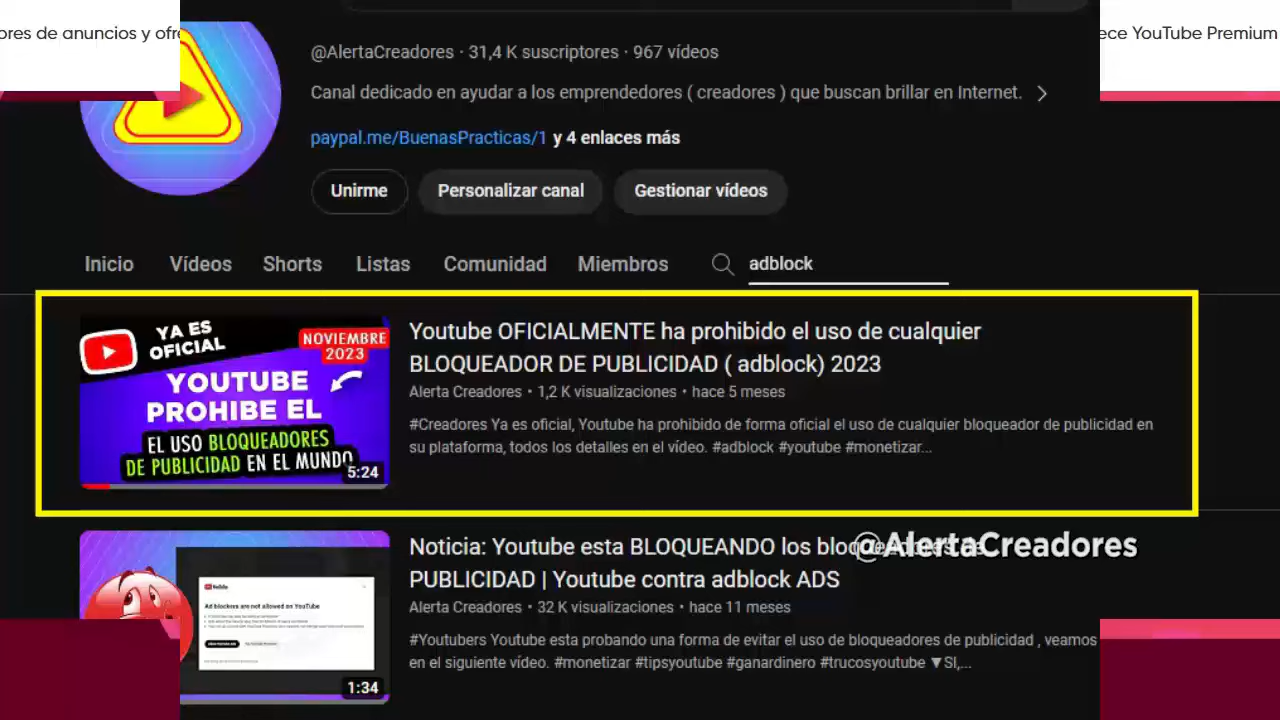 ores de anuncios y ofre
ece YouTube Premium
@AlertaCreadores · 31,4 K suscriptores · 967 vídeos
Canal dedicado en ayudar a los emprendedores ( creadores ) que buscan brillar en Internet.
paypal.me/BuenasPracticas/1 y 4 enlaces más
Unirme Personalizar canal Gestionar vídeos
Inicio Vídeos Shorts Listas Comunidad Miembros adblock
YA ES
OFICIAL
NOVIEMBRE
2023
YOUTUBE
PROHIBE EL
EL USO BLOQUEADORES
DE PUBLICIDAD EN EL MUNDO
5:24
Youtube OFICIALMENTE ha prohibido el uso de cualquier
BLOQUEADOR DE PUBLICIDAD ( adblock) 2023
Alerta Creadores • 1,2 K visualizaciones • hace 5 meses
#Creadores Ya es oficial, Youtube ha prohibido de forma oficial el uso de cualquier bloqueador de publicidad en
su plataforma, todos los detalles en el vídeo. #adblock #youtube #monetizar...
Ad blockers are not allowed on YouTube
1:34
Noticia: Youtube esta BLOQUEANDO los
@AlertaCreadores
PUBLICIDAD | Youtube contra adblock ADS
Alerta Creadores • 32 K visualizaciones • hace 11 meses
#Youtubers Youtube esta probando una forma de evitar el uso de bloqueadores de publicidad , veamos
en el siguiente vídeo. #monetizar #tipsyoutube #ganardinero #trucosyoutube ▼SI,...